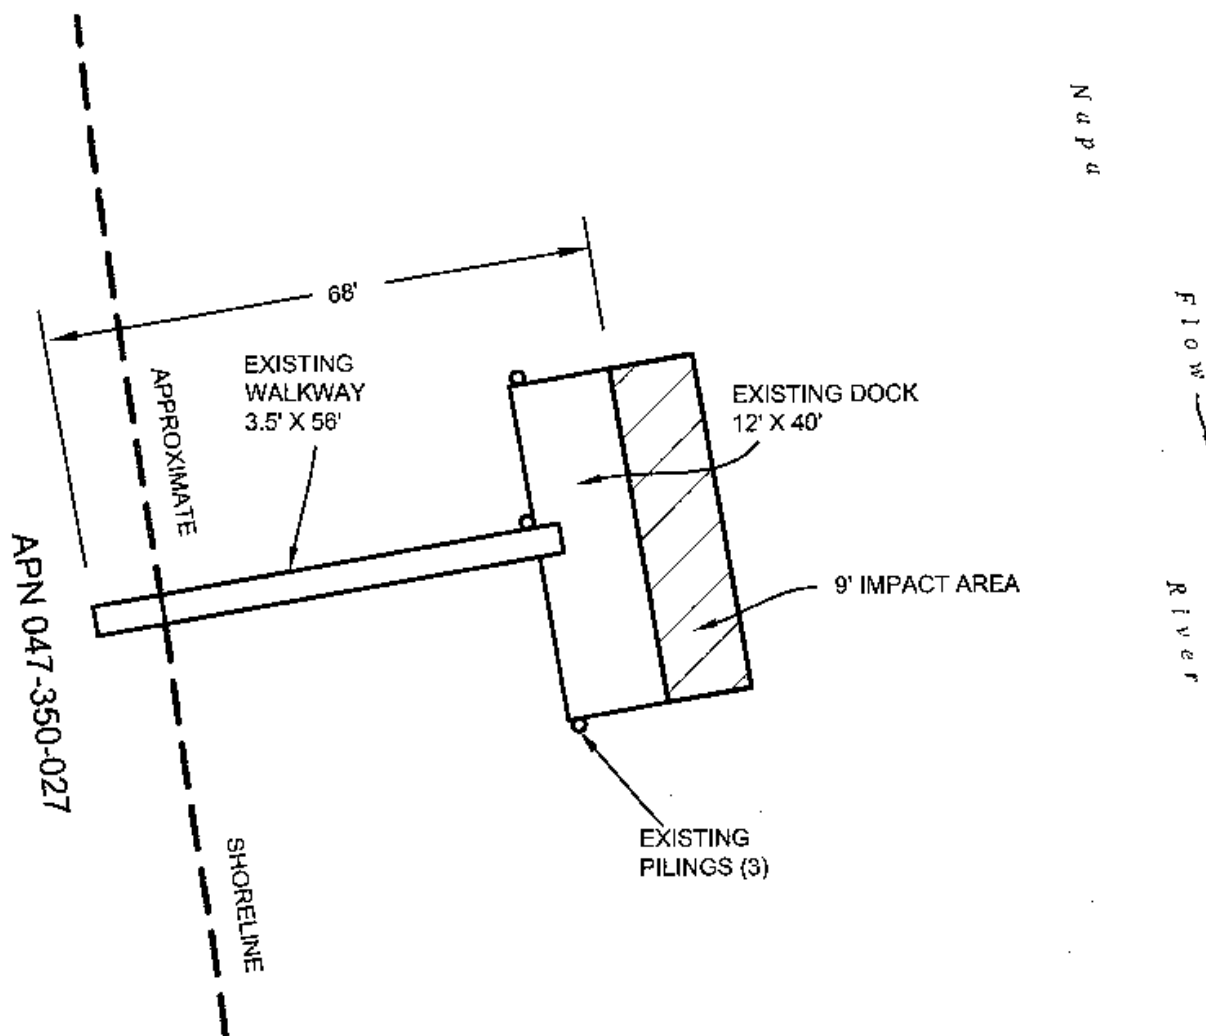 Napa
Flow
River
68'
EXISTING
WALKWAY
3.5' X 56'
APPROXIMATE
SHORELINE
EXISTING DOCK
12' X 40'
9' IMPACT AREA
APN 047-350-027
EXISTING
PILINGS (3)